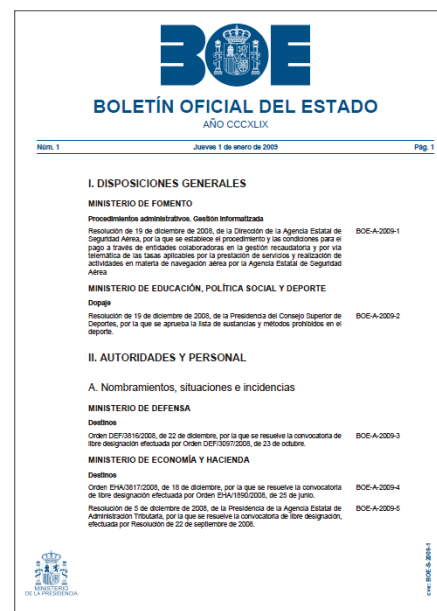 BOE
BOLETÍN OFICIAL DEL ESTADO
AÑO CCCXLIX
Núm. 1 Jueves 1 de enero de 2009 Pág. 1
I. DISPOSICIONES GENERALES
MINISTERIO DE FOMENTO
Procedimientos administrativos. Gestión informatizada
Resolución de 19 de diciembre de 2008, de la Dirección de la Agencia Estatal de BOE-A-2009-1
Seguridad Aérea, por la que se establece el procedimiento y las condiciones para el
pago a través de entidades colaboradoras en la gestión recaudatoria y por vía
telemática de las tasas aplicables por la prestación de servicios y realización de
actividades en materia de navegación aérea por la Agencia Estatal de Seguridad
Aérea
MINISTERIO DE EDUCACIÓN, POLÍTICA SOCIAL Y DEPORTE
Dopaje
Resolución de 19 de diciembre de 2008, de la Presidencia del Consejo Superior de BOE-A-2009-2
Deportes, por la que se aprueba la lista de sustancias y métodos prohibidos en el
deporte.
II. AUTORIDADES Y PERSONAL
A. Nombramientos, situaciones e incidencias
MINISTERIO DE DEFENSA
Destinos
Orden DEF/3816/2008, de 22 de diciembre, por la que se resuelve la convocatoria de BOE-A-2009-3
libre designación efectuada por Orden DEF/3097/2008, de 23 de octubre.
MINISTERIO DE ECONOMÍA Y HACIENDA
Destinos
Orden EHA/3817/2008, de 18 de diciembre, por la que se resuelve la convocatoria BOE-A-2009-4
de libre designación efectuada por Orden EHA/1890/2008, de 25 de junio.
Resolución de 5 de diciembre de 2008, de la Presidencia de la Agencia Estatal de BOE-A-2009-5
Administración Tributaria, por la que se resuelve la convocatoria de libre designación,
efectuada por Resolución de 22 de septiembre de 2008.
MINISTERIO
DE LA PRESIDENCIA
cve: BOE-S-2009-1